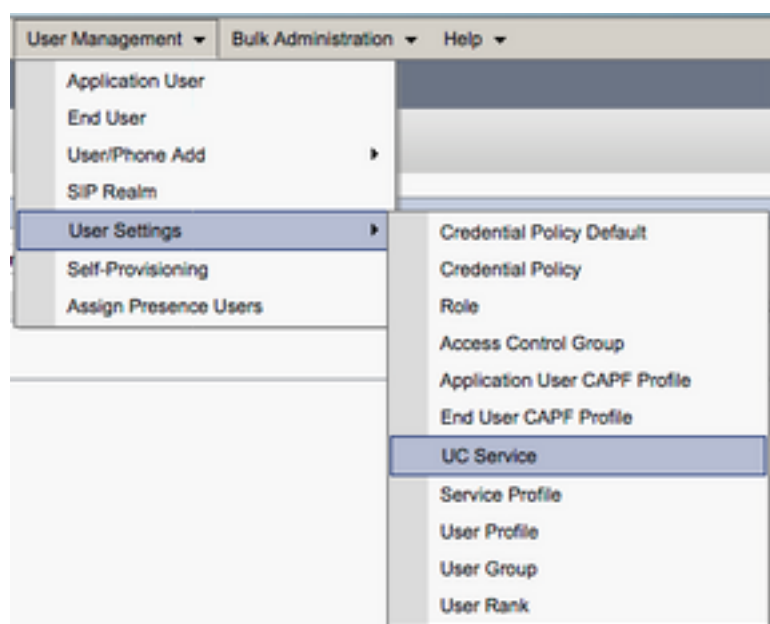 User Management Bulk Administration Help
Application User
End User
User/Phone Add
SIP Realm
User Settings
Self-Provisioning
Assign Presence Users
Credential Policy Default
Credential Policy
Role
Access Control Group
Application User CAPF Profile
End User CAPF Profile
UC Service
Service Profile
User Profile
User Group
User Rank